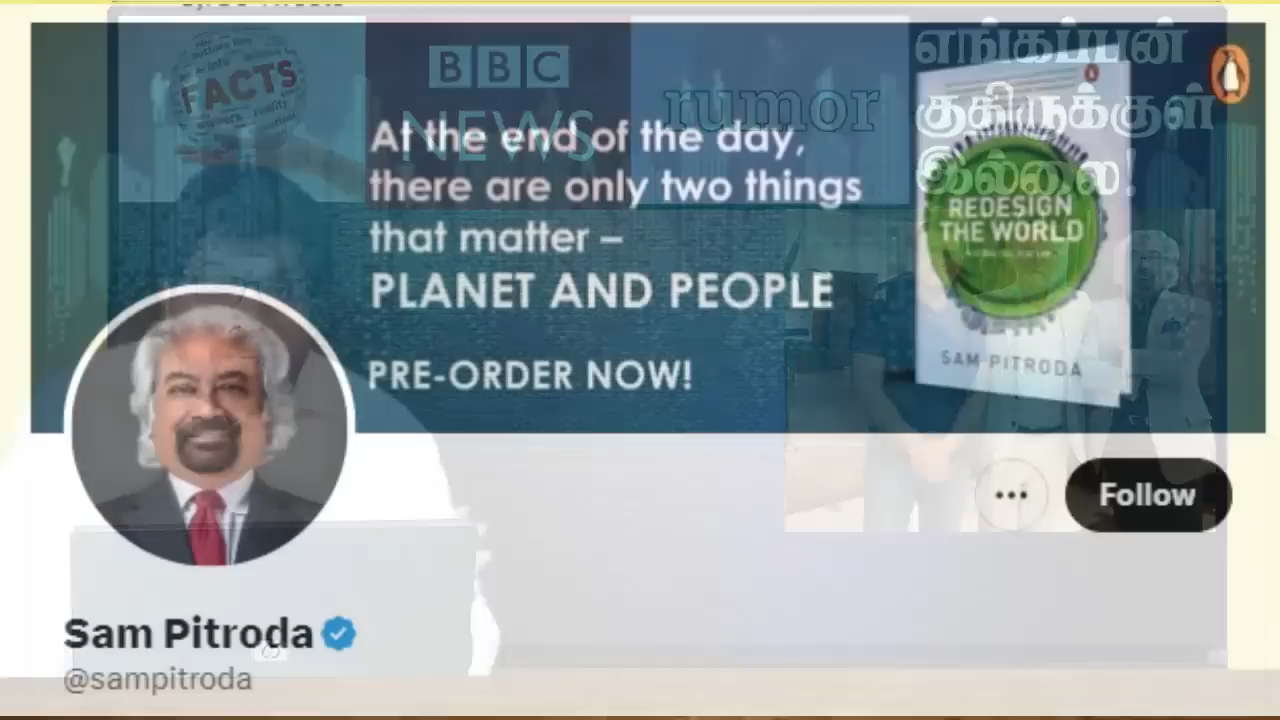 FACTS
BBC
NEWS
rumor
எங்கப்பன்
குதிருக்குள்
இல்லை!
At the end of the day,
there are only two things
that matter –
PLANET AND PEOPLE
PRE-ORDER NOW!
REDESIGN
THE WORLD
SAM PITRODA
Follow
Sam Pitroda
@sampitroda